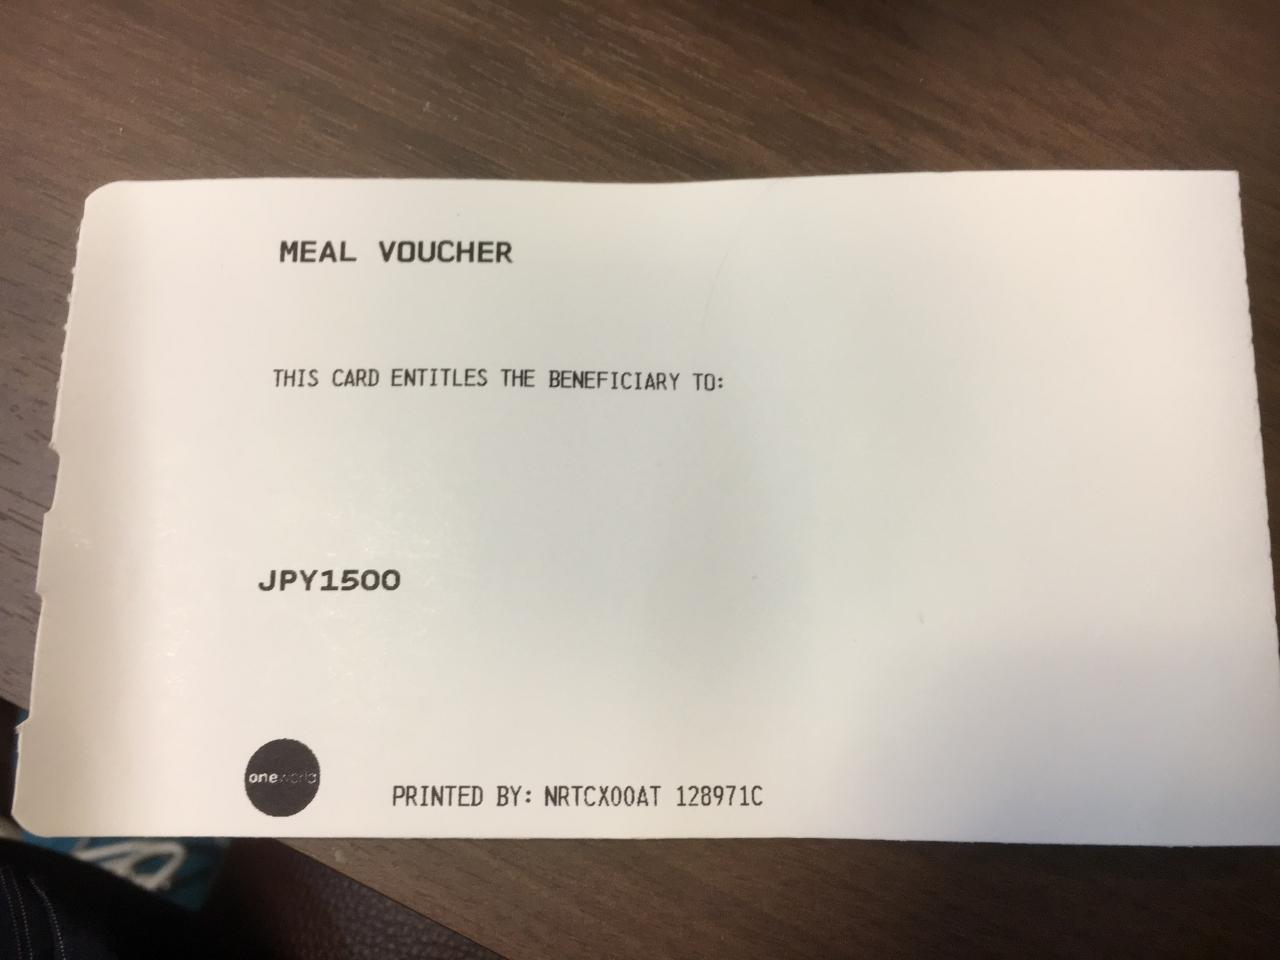 MEAL VOUCHER
THIS CARD ENTITLES THE BENEFICIARY TO:
JPY1500
oneworld
PRINTED BY: NRTCX00AT 128971C